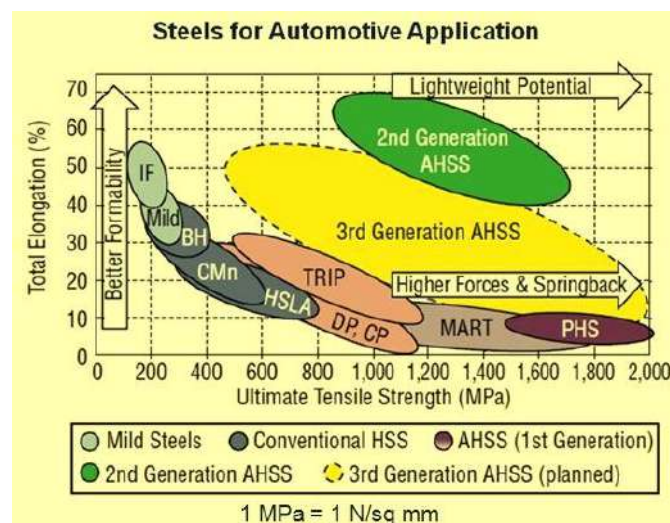 Steels for Automotive Application
Total Elongation (%)
70
60
50
40
30
20
10
0
Better Formability
Lightweight Potential
2nd Generation
AHSS
IF
Mild
BH
3rd Generation AHSS
CMn
TRIP
Higher Forces & Springback
HSLA
DP, CP
MART
PHS
0 200 400 600 800 1,000 1,200 1,400 1,600 1,800 2,000
Ultimate Tensile Strength (MPa)
Mild Steels Conventional HSS AHSS (1st Generation)
2nd Generation AHSS 3rd Generation AHSS (planned)
1 MPa = 1 N/sq mm